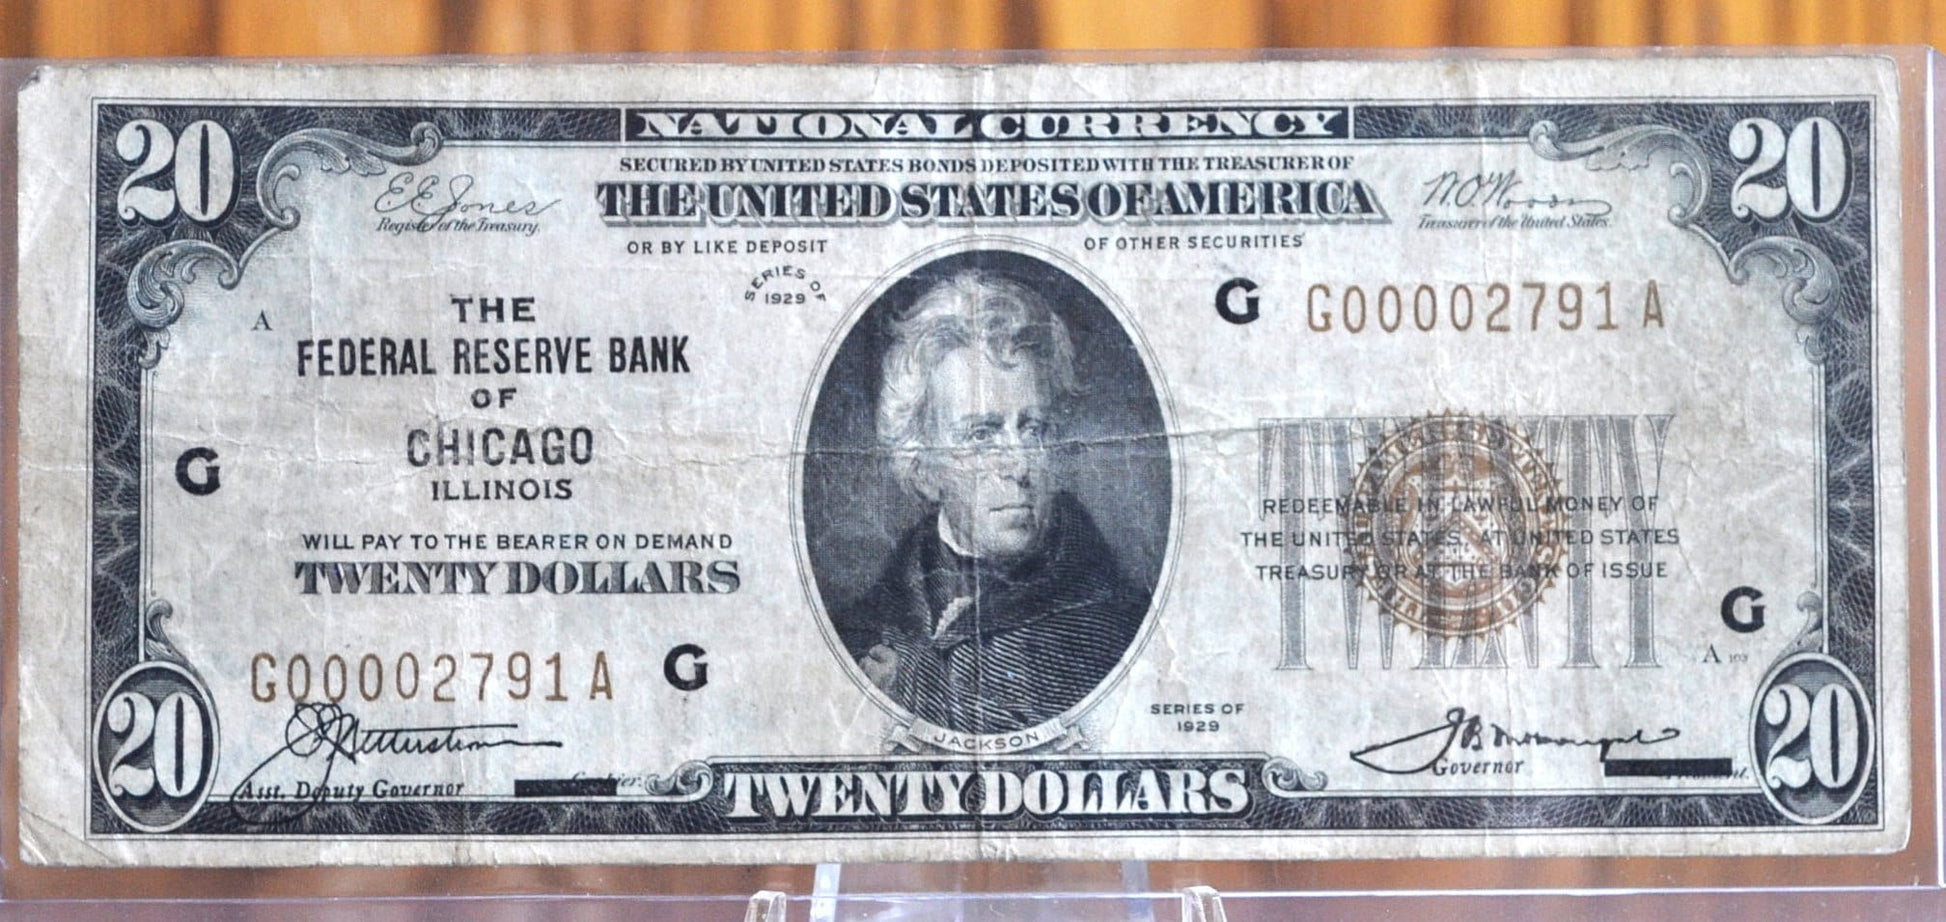 NATIONAL CURRENCY
20
20
SECURED BY UNITED STATES BONDS DEPOSITED WITH THE TREASURER OF
THE UNITED STATES OF AMERICA
E E Jones
Register of the Treasury.
W.O. Woods
Treasurer of the United States.
OR BY LIKE DEPOSIT
OF OTHER SECURITIES
SERIES OF
1929
G G00002791A
A
THE
FEDERAL RESERVE BANK
OF
CHICAGO
ILLINOIS
G
WILL PAY TO THE BEARER ON DEMAND
TWENTY DOLLARS
TWENTY
REDEEMABLE IN LAWFUL MONEY OF
THE UNITED STATES AT UNITED STATES
TREASURY OR AT THE BANK OF ISSUE
G
G00002791A G
A 103
SERIES OF
1929
JACKSON
Asst. Deputy Governor
Governor
20
TWENTY DOLLARS
20